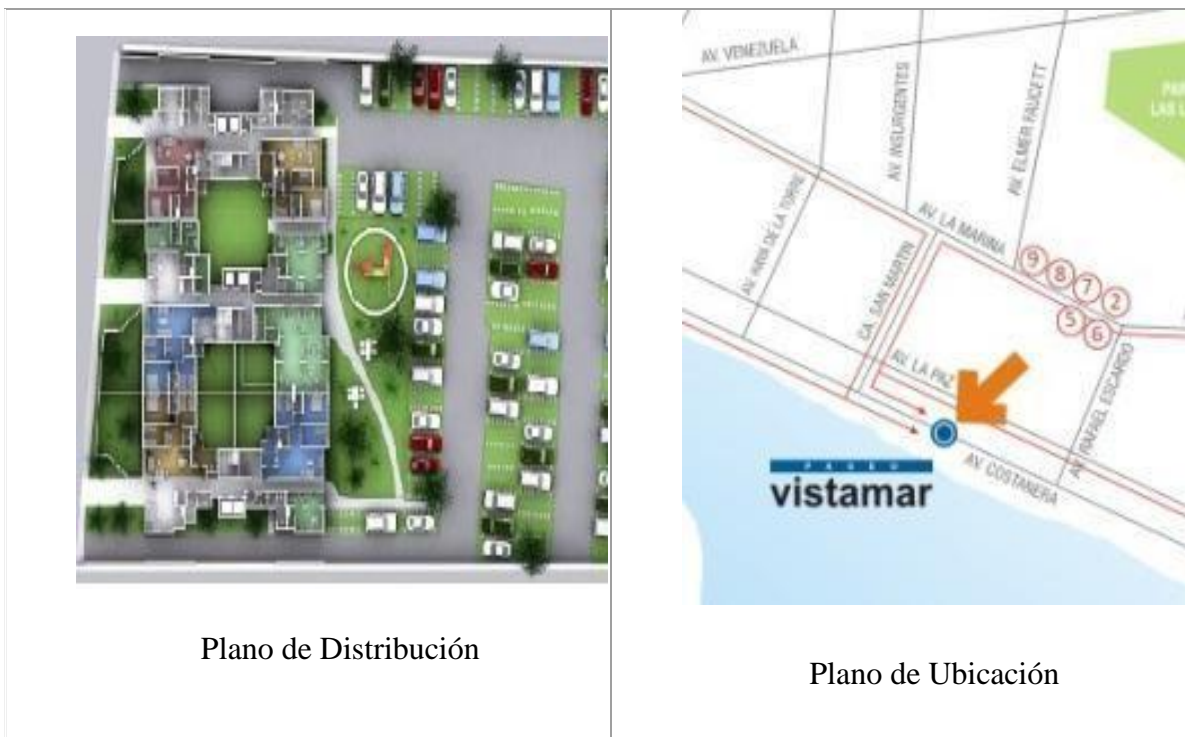 Plano de Distribución
AV. VENEZUELA
AV. INSURGENTES
AV. ELMER FAUCETT
PAR
LAS L
AV. HAYA DE LA TORRE
AV. LA MARINA
CA. SAN MARTIN
9
8
7
2
5
6
AV. LA PAZ
AV. RAFAEL ESCARDO
AV. COSTANERA
PASEO
vistamar
Plano de Ubicación